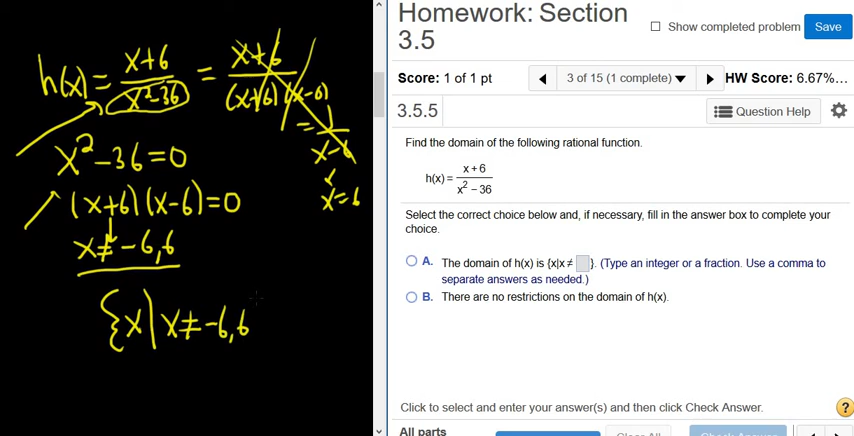 h(x) = x+6 / x²-36 = x+6 / (x+6)(x-6)
= 1 / x-6
x² - 36 = 0
x = 6
(x+6)(x-6) = 0
x ≠ -6, 6
{x | x ≠ -6, 6
Homework: Section 3.5
Show completed problem
Save
Score: 1 of 1 pt
3 of 15 (1 complete)
HW Score: 6.67%...
3.5.5
Question Help
Find the domain of the following rational function.
h(x) = x + 6 / x² - 36
Select the correct choice below and, if necessary, fill in the answer box to complete your
choice.
A. The domain of h(x) is {x|x ≠ }. (Type an integer or a fraction. Use a comma to
separate answers as needed.)
B. There are no restrictions on the domain of h(x).
Click to select and enter your answer(s) and then click Check Answer.
?
All parts
Clear All
Check Answer